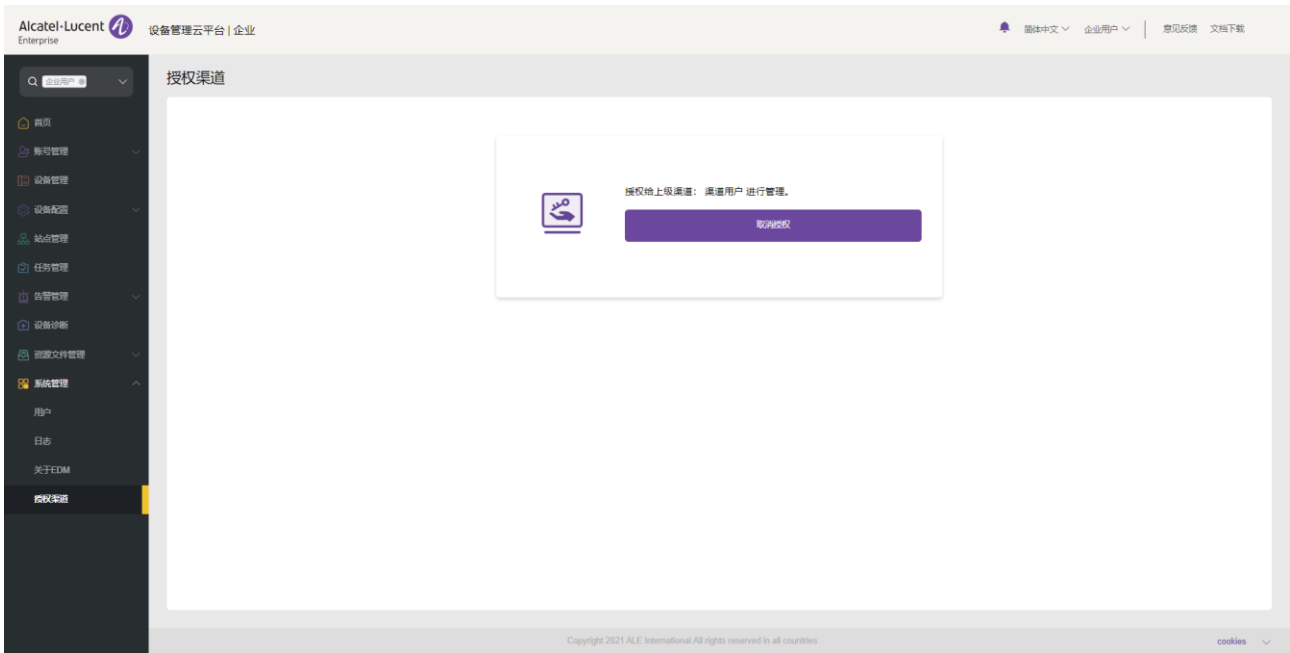 Alcatel·Lucent
Enterprise
设备管理云平台 | 企业
简体中文
企业用户
意见反馈
文档下载
企业用户
授权渠道
首页
账号管理
设备管理
设备配置
站点管理
任务管理
告警管理
设备诊断
资源文件管理
系统管理
用户
日志
关于EDM
授权渠道
授权给上级渠道： 渠道用户 进行管理。
取消授权
Copyright 2021 ALE International.All rights reserved in all countries
cookies